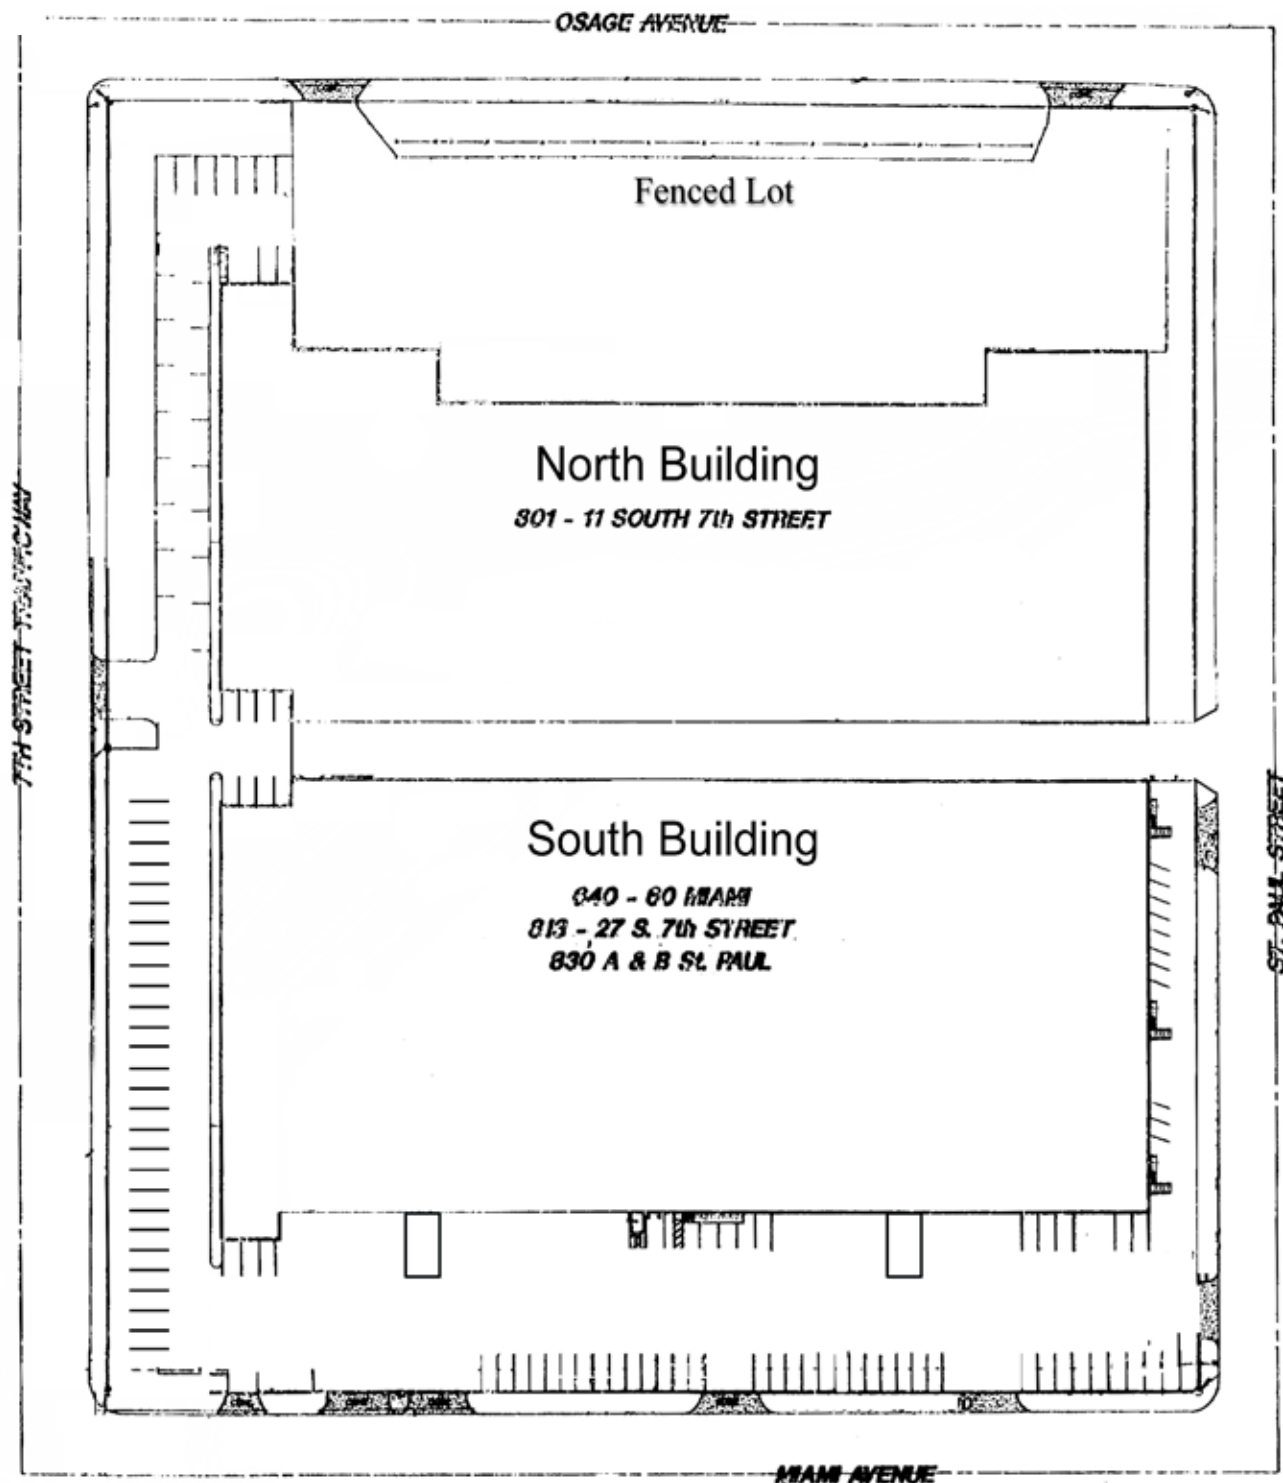 OSAGE AVENUE
Fenced Lot
North Building
801 - 11 SOUTH 7th STREET
7TH STREET TRAFFICWAY
South Building
640 - 60 MIAMI
813 - 27 S. 7th STREET
830 A & B St. PAUL
ST. PAUL STREET
MIAMI AVENUE